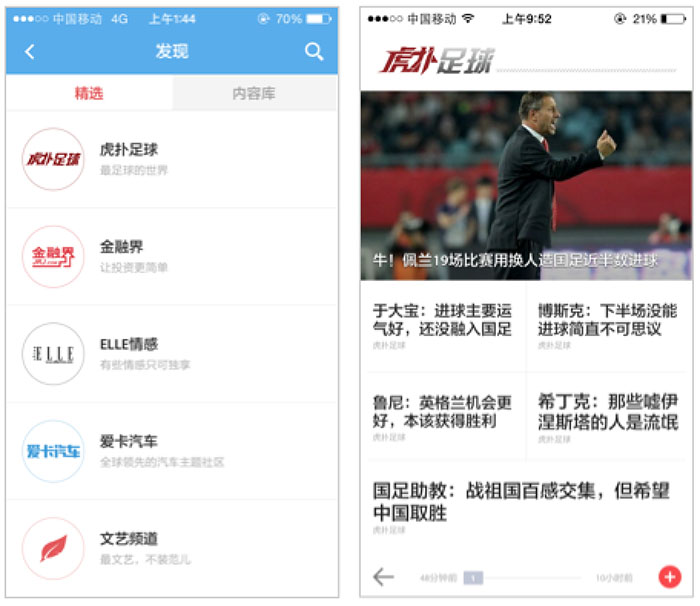 中国移动 4G 上午1:44 70%
发现
精选 内容库
虎扑足球
虎扑足球
最足球的世界
金融界
金融界
让投资更简单
ELLE
ELLE情感
有些情感只可独享
爱卡汽车
爱卡汽车
全球领先的汽车主题社区
文艺频道
最文艺，不装范儿
中国移动 上午9:52 21%
虎扑足球
牛！佩兰19场比赛用换人造国足近半数进球
于大宝：进球主要运
气好，还没融入国足
虎扑足球
博斯克：下半场没能
进球简直不可思议
虎扑足球
鲁尼：英格兰机会更
好，本该获得胜利
虎扑足球
希丁克：那些嘘伊
涅斯塔的人是流氓
虎扑足球
国足助教：战祖国百感交集，但希望
中国取胜
虎扑足球
48分钟前 1 10小时前